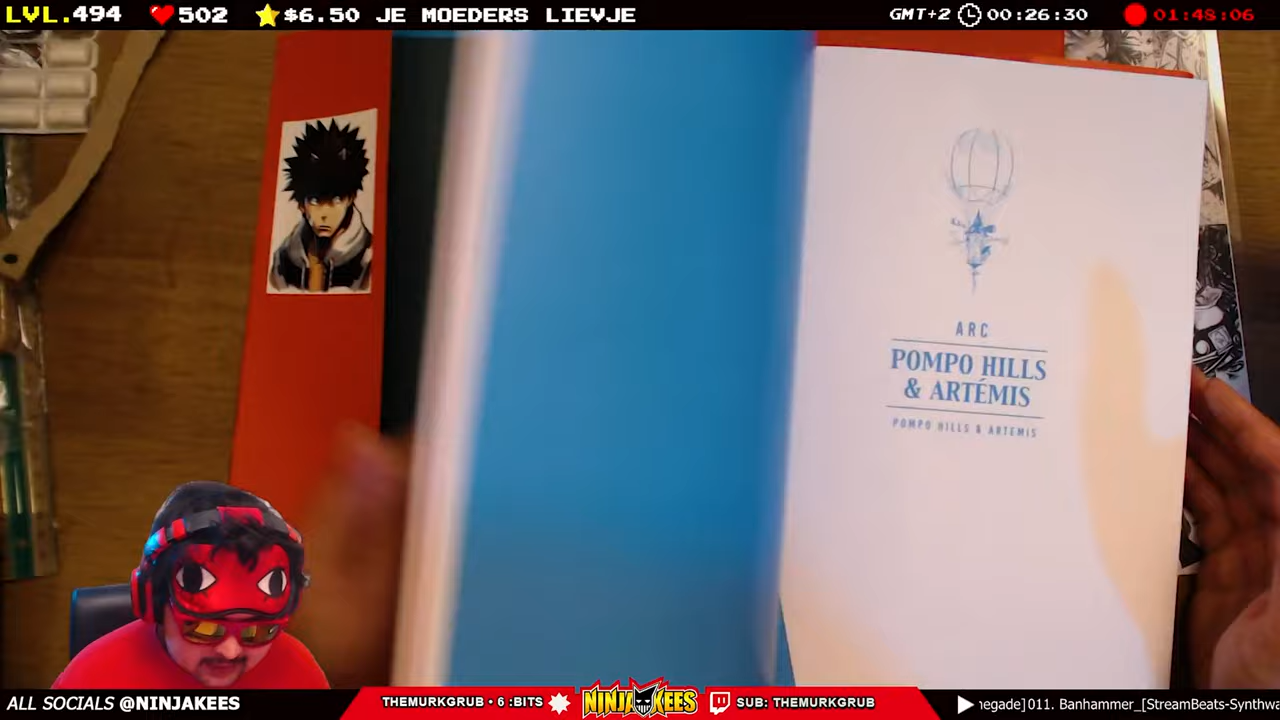 LVL.494 502 $6.50 JE MOEDERS LIEVJE GMT+2 00:26:30 01:48:06
ARC
POMPO HILLS
& ARTÉMIS
POMPO HILLS & ARTEMIS
ALL SOCIALS @NINJAKEES THEMURKGRUB • 6 :BITS NINJAKEES SUB: THEMURKGRUB negade]011. Banhammer_[StreamBeats-Synthwa